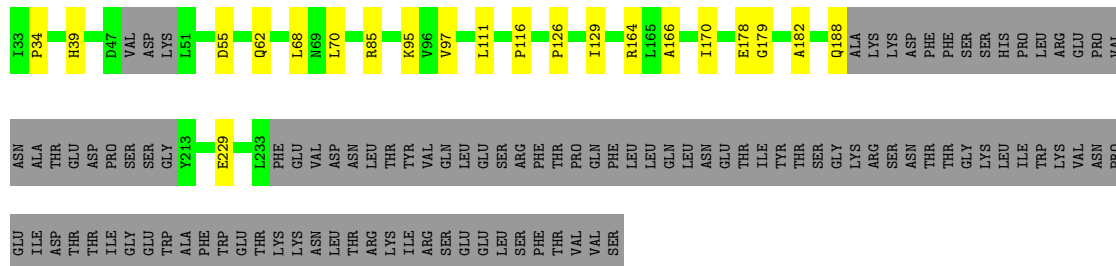 I33 P34 H39 D47 VAL ASP LYS L51 D55 Q62 L68 N69 L70 R85 K95 V96 V97 L111 P116 P126 I129 R164 L165 A166 I170 E178 G179 A182 Q188 ALA LYS LYS ASP PHE PHE SER SER HIS PRO LEU ARG GLU PRO VAL
ASN ALA THR GLU ASP PRO SER SER GLY Y213 E229 L233 PHE GLU VAL ASP ASN LEU THR TYR VAL GLN LEU GLU SER ARG PHE THR PRO GLN PHE LEU LEU GLN LEU ASN GLU THR ILE TYR THR SER GLY LYS ARG SER ASN THR THR GLY LYS LEU ILE TRP LYS VAL ASN PRO
GLU ILE ASP THR THR ILE GLY GLU TRP ALA PHE TRP GLU THR LYS LYS ASN LEU THR ARG LYS ILE ARG SER GLU GLU LEU SER PHE THR VAL VAL SER